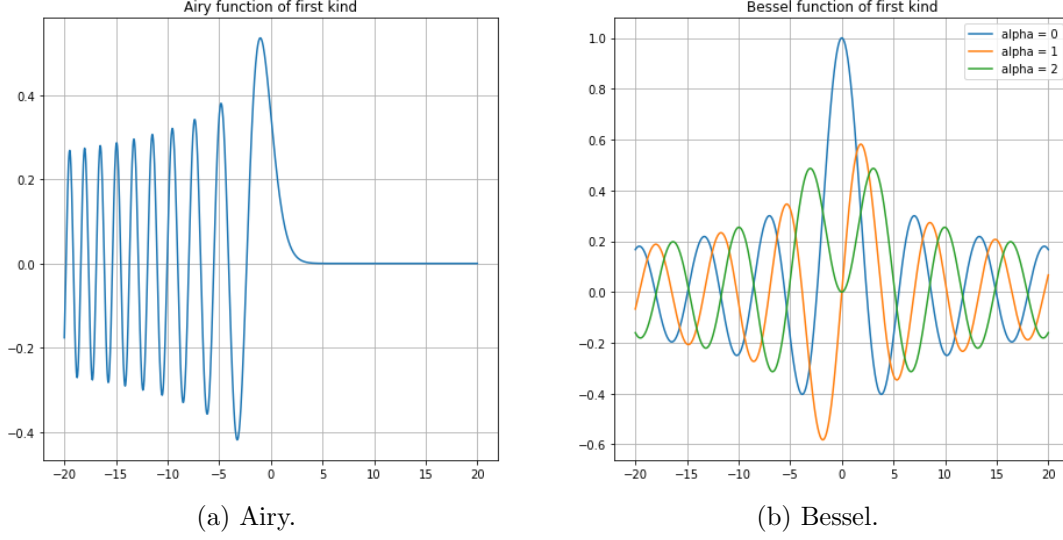 Airy function of first kind
0.4
0.2
0.0
−0.2
−0.4
−20 −15 −10 −5 0 5 10 15 20
(a) Airy.
Bessel function of first kind
alpha = 0
alpha = 1
alpha = 2
1.0
0.8
0.6
0.4
0.2
0.0
−0.2
−0.4
−0.6
−20 −15 −10 −5 0 5 10 15 20
(b) Bessel.